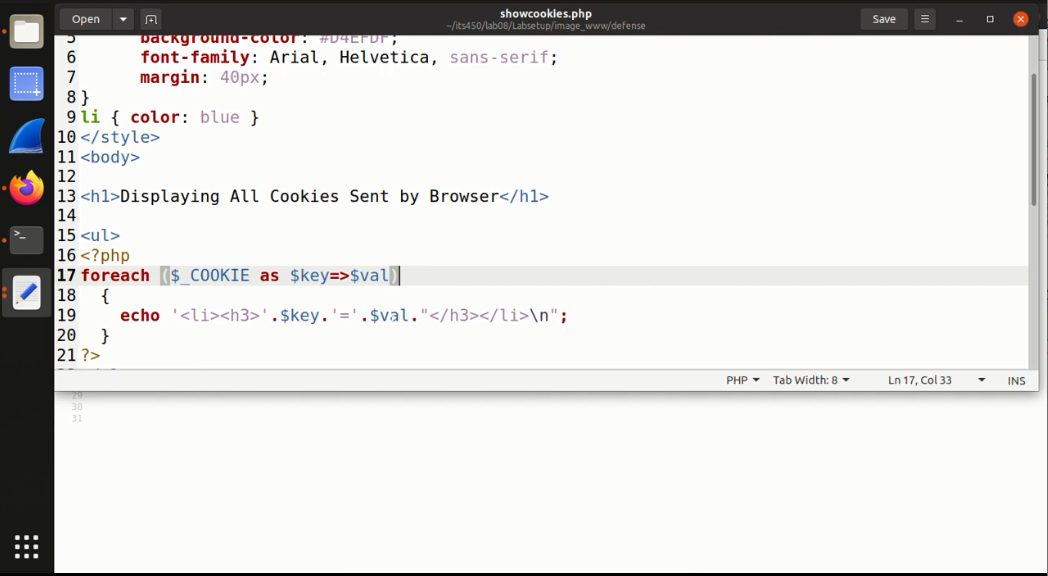 Open
showcookies.php
~/its450/lab08/Labsetup/image_www/defense
Save
5 background-color: #D4EFDF;
6 font-family: Arial, Helvetica, sans-serif;
7 margin: 40px;
8 }
9 li { color: blue }
10 </style>
11 <body>
12
13 <h1>Displaying All Cookies Sent by Browser</h1>
14
15 <ul>
16 <?php
17 foreach ($_COOKIE as $key=>$val)
18 {
19 echo '<li><h3>'.$key.'='.$val."</h3></li>\n";
20 }
21 ?>
PHP Tab Width: 8 Ln 17, Col 33 INS
29
30
31